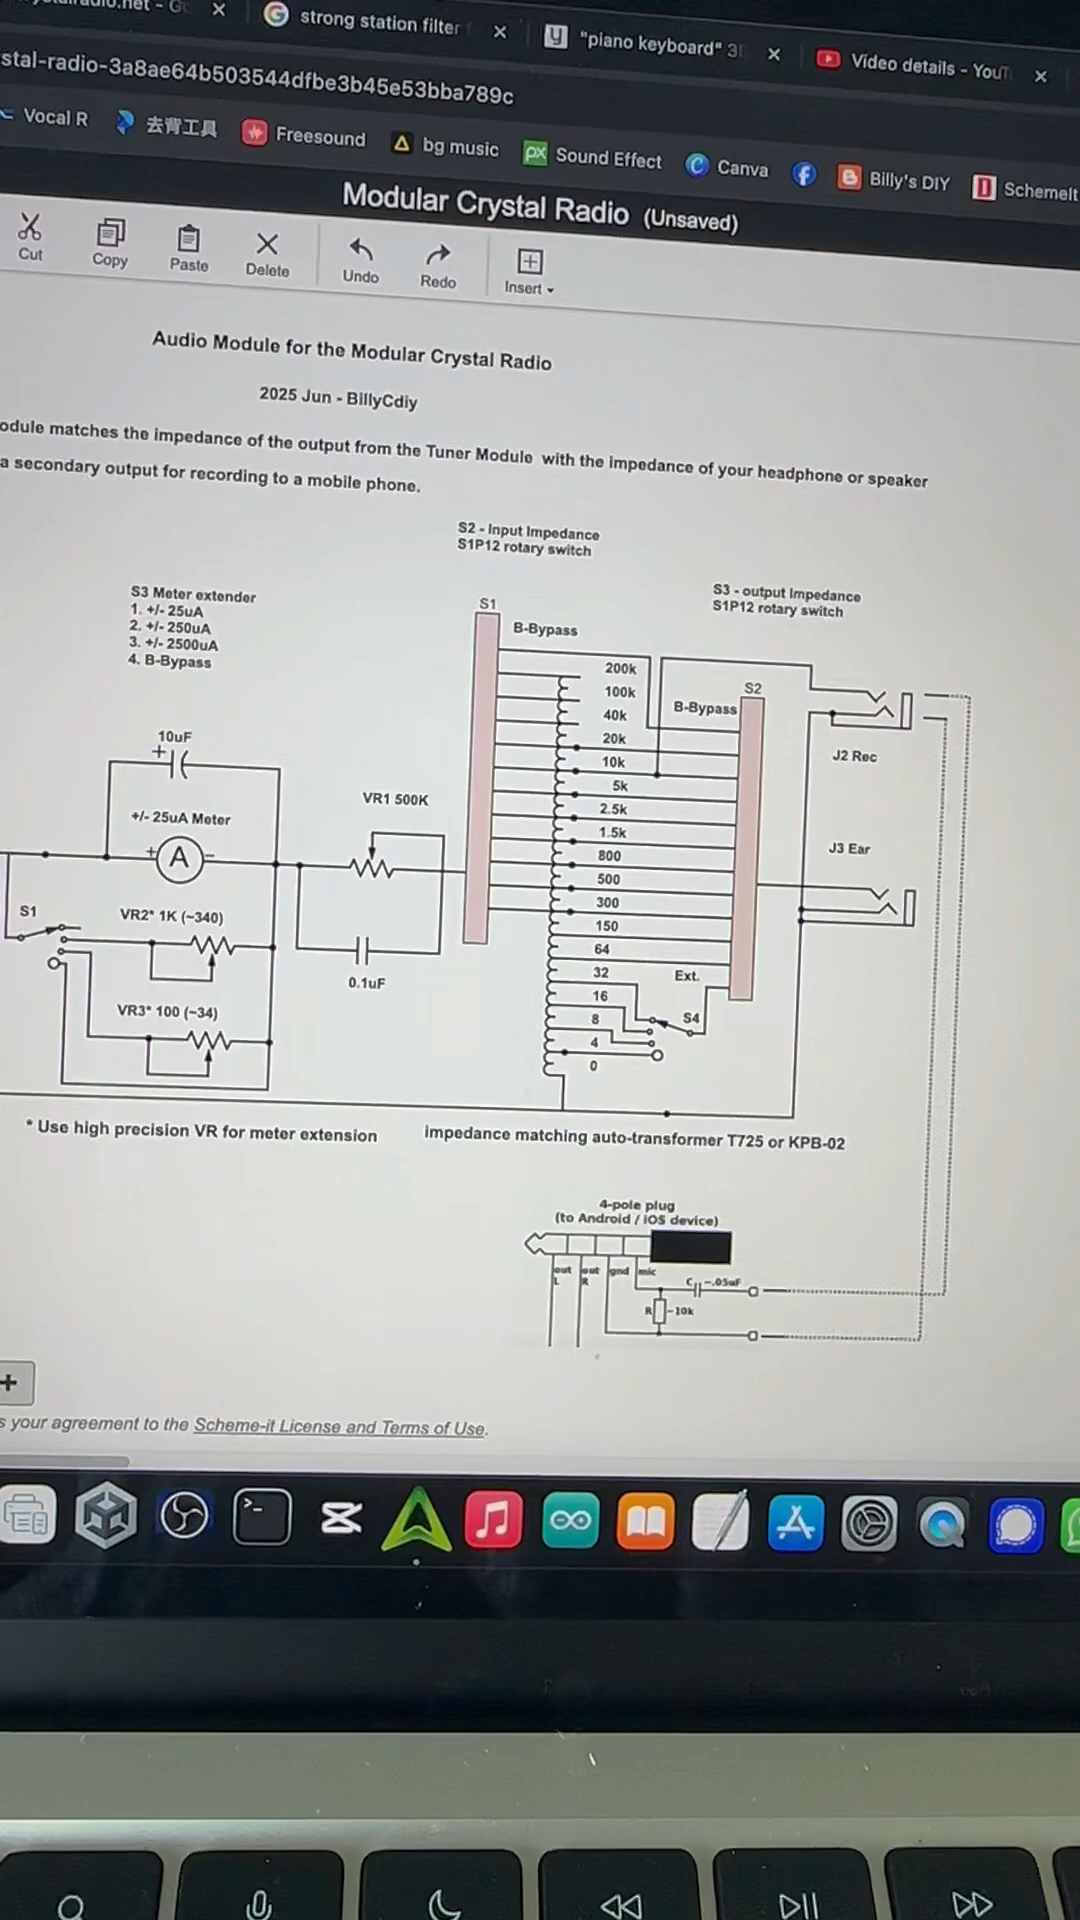 strong station filter
"piano keyboard" 3
Video details - YouT
stal-radio-3a8ae64b503544dfbe3b45e53bba789c
Vocal R
去背工具
Freesound
bg music
px Sound Effect
Canva
Billy's DIY
SchemeIt
Modular Crystal Radio (Unsaved)
Cut
Copy
Paste
Delete
Undo
Redo
Insert
Audio Module for the Modular Crystal Radio
2025 Jun - BillyCdiy
odule matches the impedance of the output from the Tuner Module with the impedance of your headphone or speaker
a secondary output for recording to a mobile phone.
S2 - Input Impedance
S1P12 rotary switch
S3 Meter extender
1. +/- 25uA
2. +/- 250uA
3. +/- 2500uA
4. B-Bypass
S3 - output Impedance
S1P12 rotary switch
S1
B-Bypass
200k
100k
40k
20k
10k
5k
2.5k
1.5k
800
500
300
150
64
32
16
8
4
0
S2
B-Bypass
J2 Rec
J3 Ear
10uF
+
+/- 25uA Meter
+ A -
VR1 500K
S1
VR2* 1K (~340)
0.1uF
VR3* 100 (~34)
Ext.
S4
* Use high precision VR for meter extension
impedance matching auto-transformer T725 or KPB-02
4-pole plug
(to Android / iOS device)
out L
out R
gnd
mic
C ~.05uF
R ~10k
+
s your agreement to the Scheme-it License and Terms of Use.